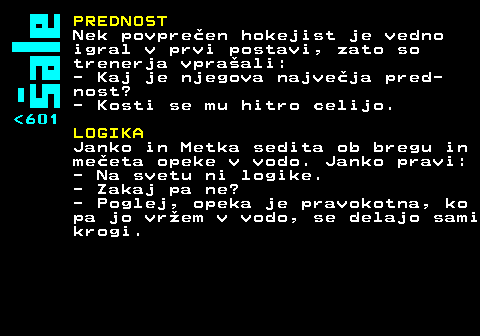 šale
<601
PREDNOST
Nek povprečen hokejist je vedno
igral v prvi postavi, zato so
trenerja vprašali:
- Kaj je njegova največja pred-
nost?
- Kosti se mu hitro celijo.
LOGIKA
Janko in Metka sedita ob bregu in
mečeta opeke v vodo. Janko pravi:
- Na svetu ni logike.
- Zakaj pa ne?
- Poglej, opeka je pravokotna, ko
pa jo vržem v vodo, se delajo sami
krogi.